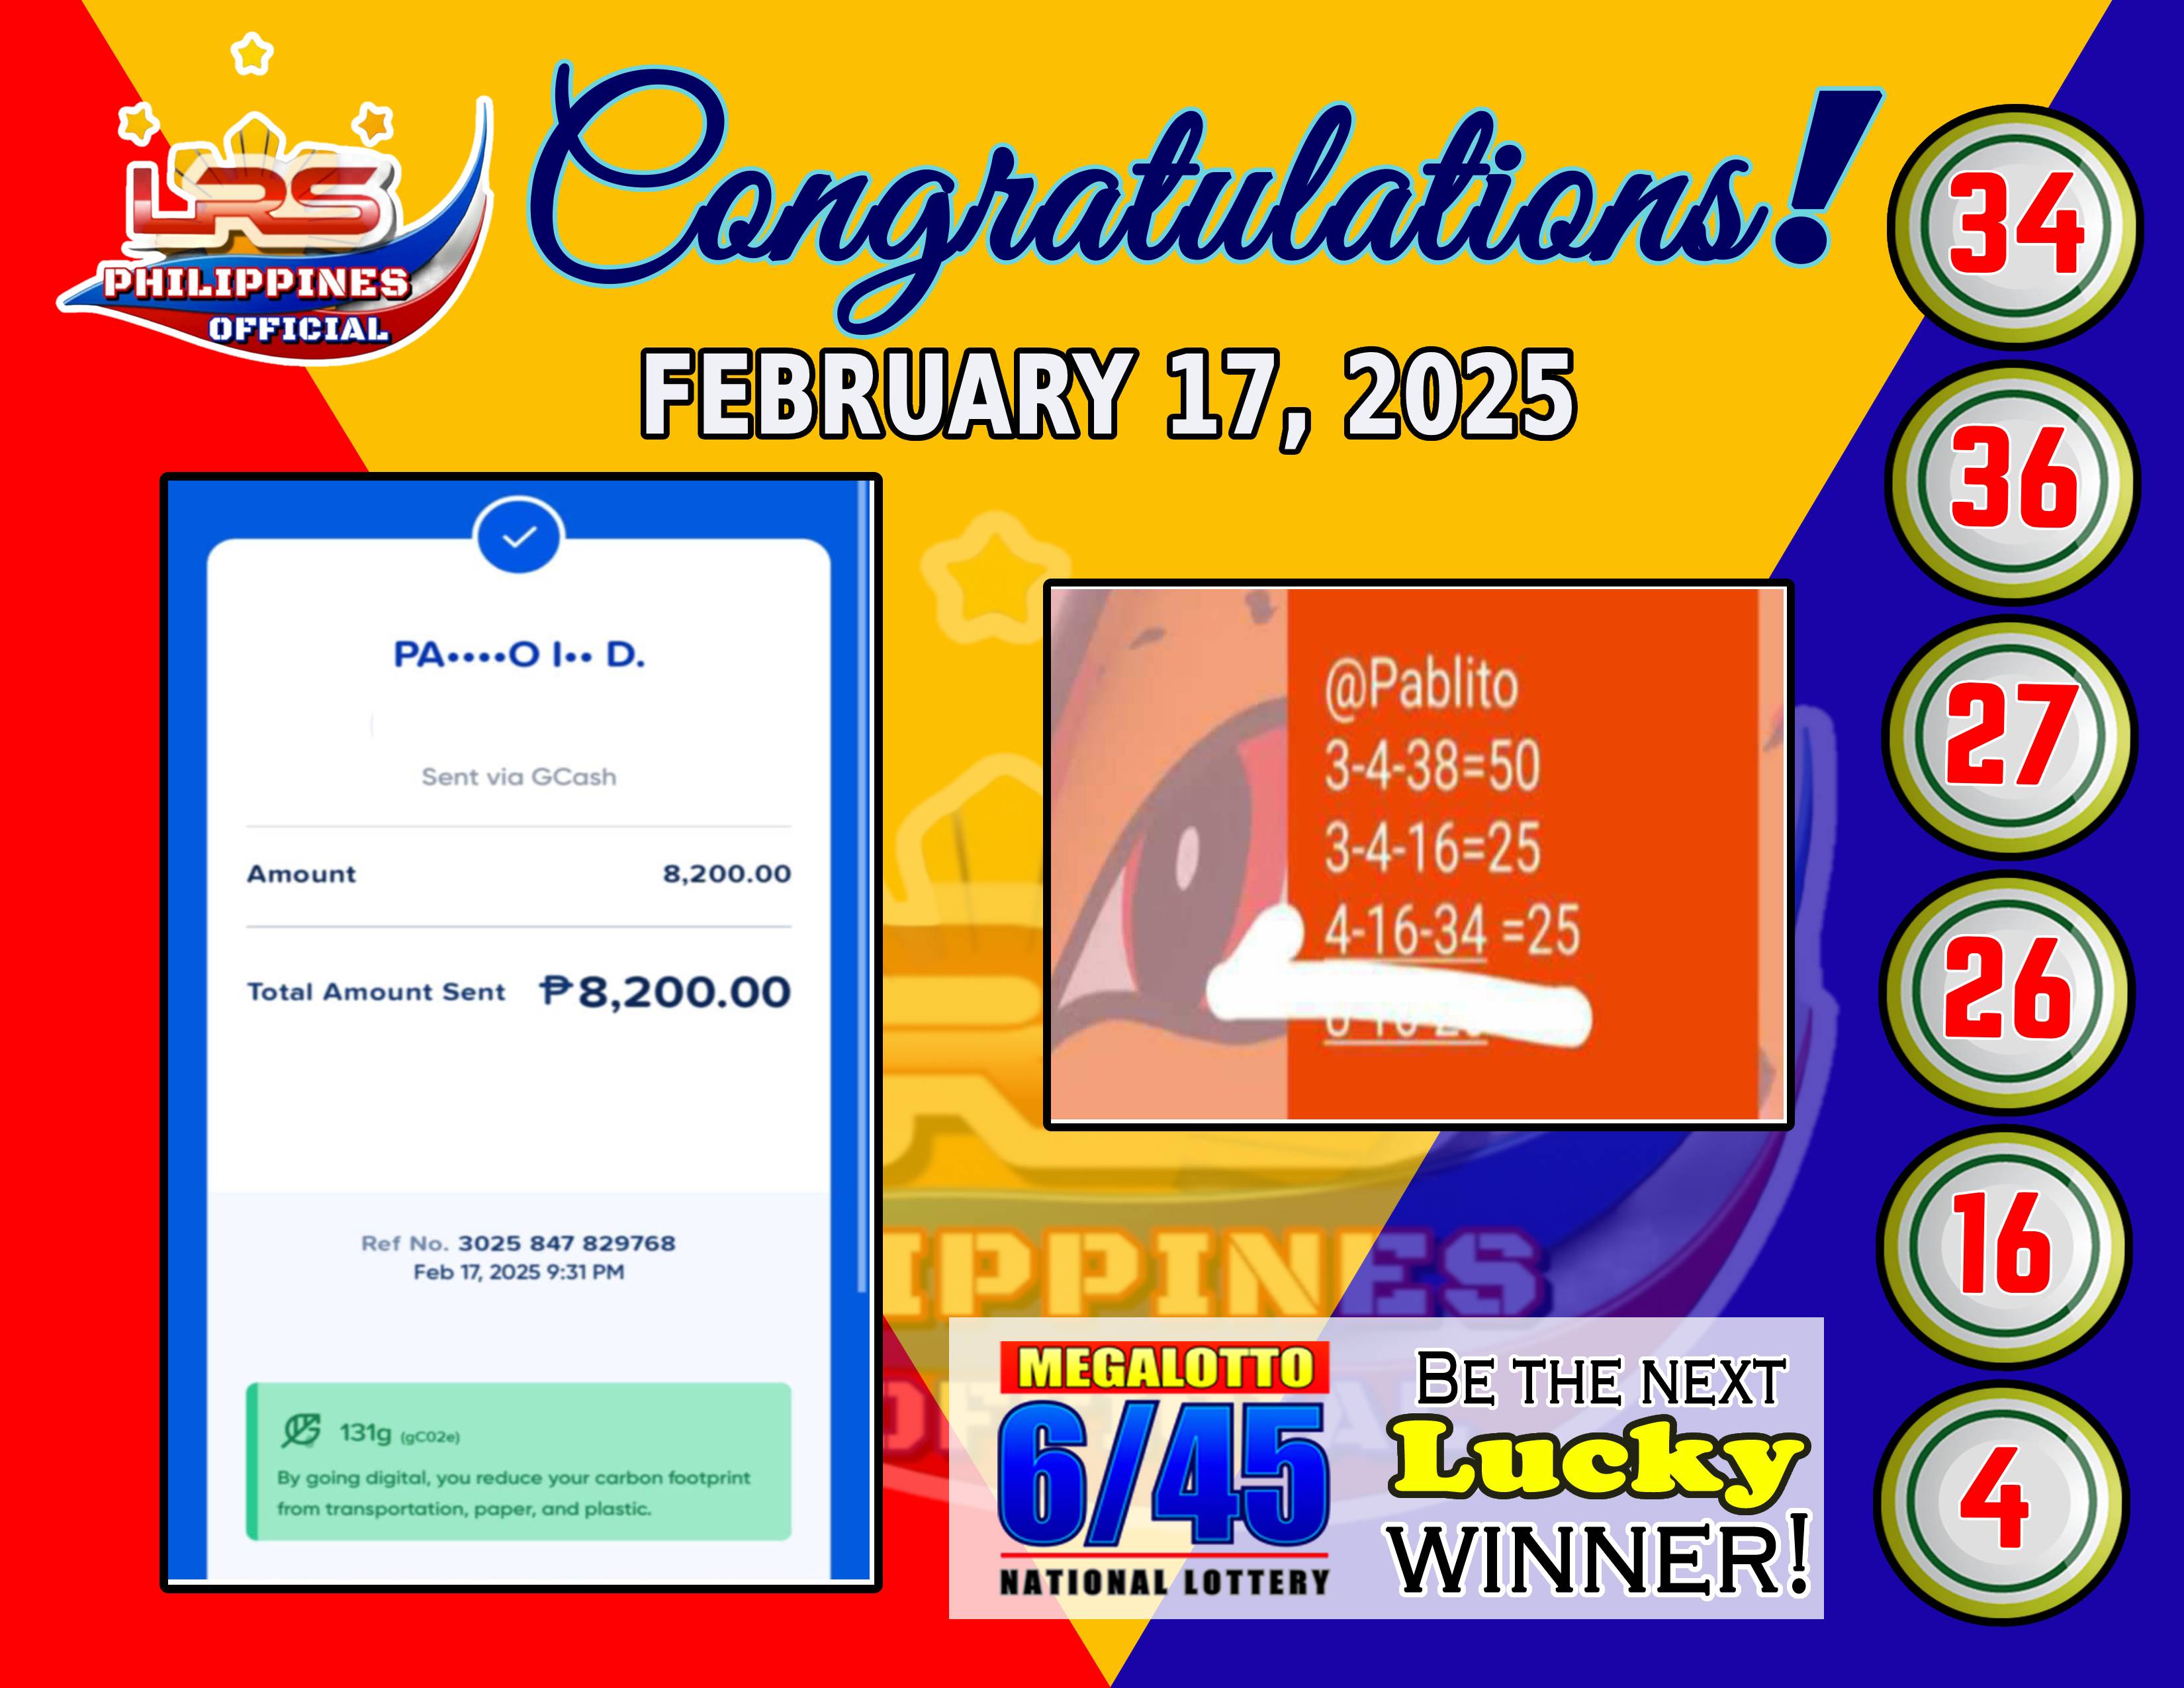 LRS
PHILIPPINES
OFFICIAL
Congratulations!
FEBRUARY 17, 2025
PA••••O I•• D.
Sent via GCash
Amount 8,200.00
Total Amount Sent ₱8,200.00
Ref No. 3025 847 829768
Feb 17, 2025 9:31 PM
131g (gC02e)
By going digital, you reduce your carbon footprint
from transportation, paper, and plastic.
@Pablito
3-4-38=50
3-4-16=25
4-16-34 =25
MEGALOTTO
6/45
NATIONAL LOTTERY
BE THE NEXT
Lucky
WINNER!
34
36
27
26
16
4